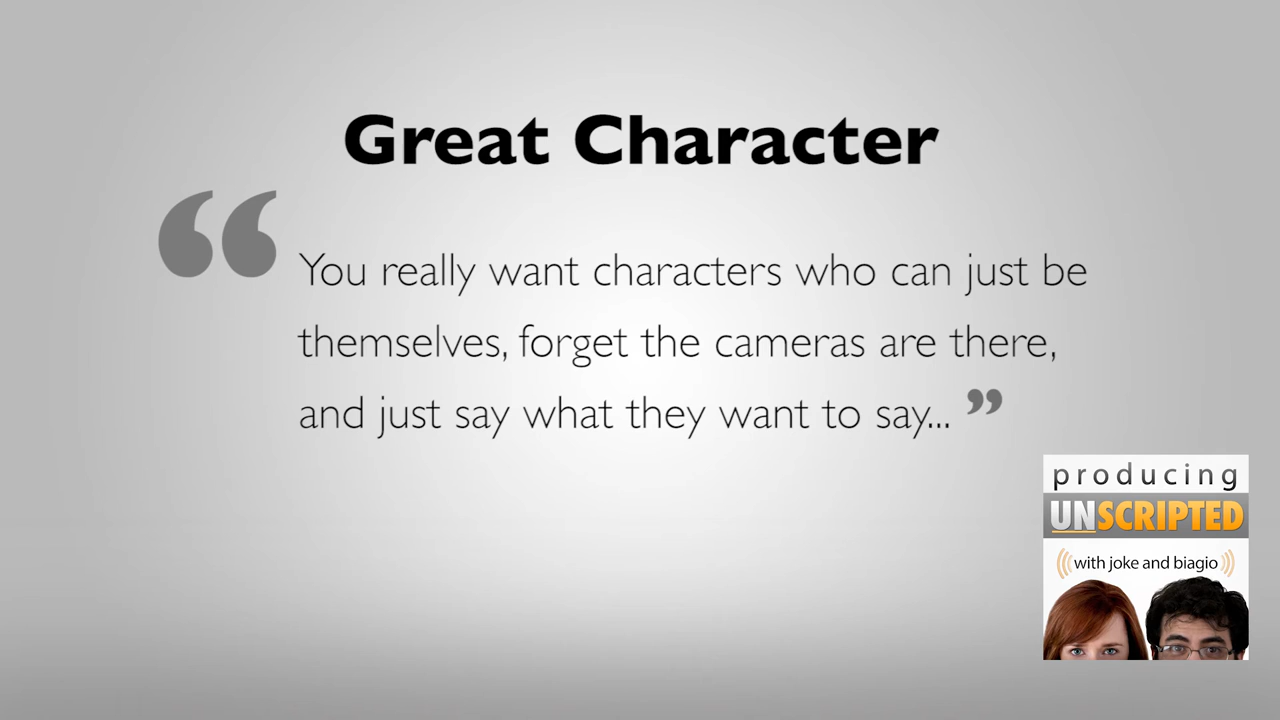 Great Character
“ You really want characters who can just be
themselves, forget the cameras are there,
and just say what they want to say... ”
producing
UNSCRIPTED
with joke and biagio